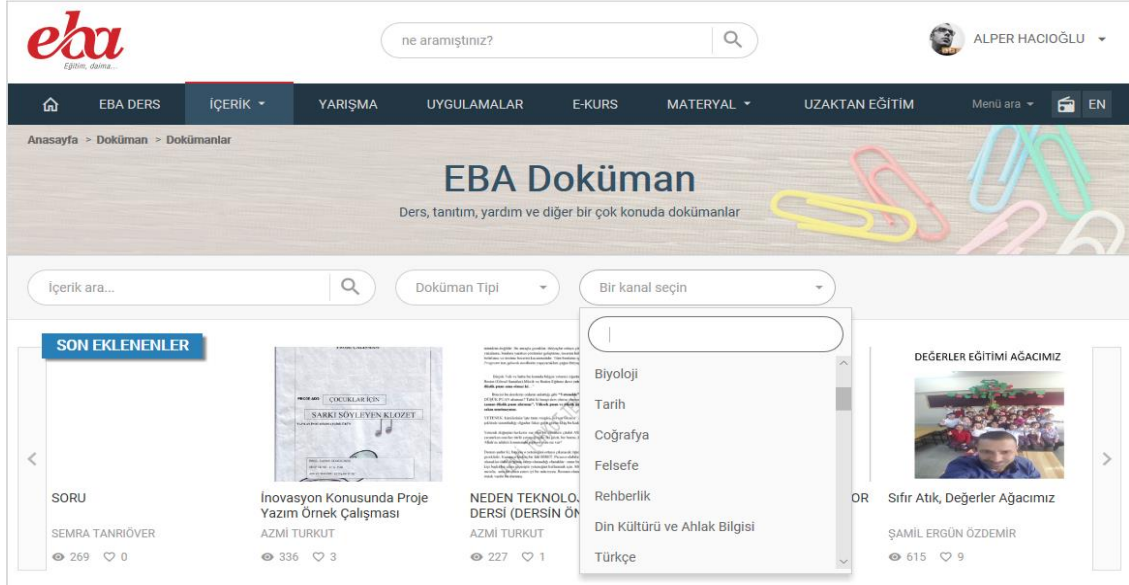 eba
Eğitim, daima...
ne aramıştınız?
ALPER HACIOĞLU
EBA DERS
İÇERİK
YARIŞMA
UYGULAMALAR
E-KURS
MATERYAL
UZAKTAN EĞİTİM
Menü ara
EN
Anasayfa > Doküman > Dokümanlar
EBA Doküman
Ders, tanıtım, yardım ve diğer bir çok konuda dokümanlar
İçerik ara...
Doküman Tipi
Bir kanal seçin
Biyoloji
Tarih
Coğrafya
Felsefe
Rehberlik
Din Kültürü ve Ahlak Bilgisi
Türkçe
SON EKLENENLER
SORU
SEMRA TANRIÖVER
269 0
PROJE ADI: ÇOCUKLAR İÇİN
ŞARKI SÖYLEYEN KLOZET
İnovasyon Konusunda Proje
Yazım Örnek Çalışması
AZMİ TURKUT
336 3
NEDEN TEKNOLO
DERSİ (DERSİN ÖN
AZMİ TURKUT
227 1
OR
DEĞERLER EĞİTİMİ AĞACIMIZ
Sıfır Atık, Değerler Ağacımız
ŞAMİL ERGÜN ÖZDEMİR
615 9